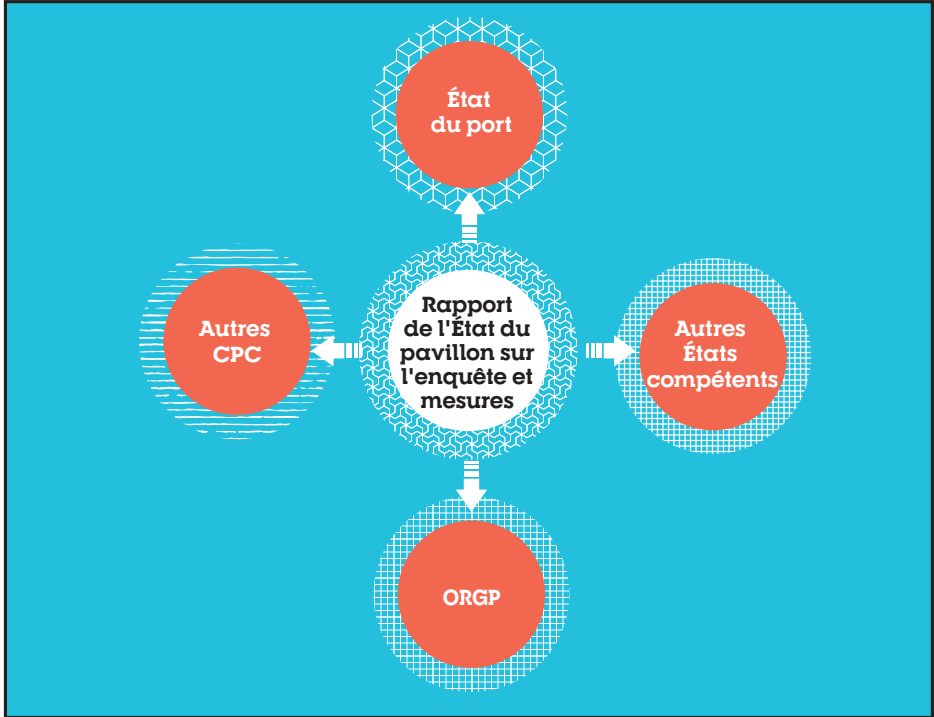 État
du port
Autres
CPC
Rapport
de l'État du
pavillon sur
l'enquête et
mesures
Autres
États
compétents
ORGP